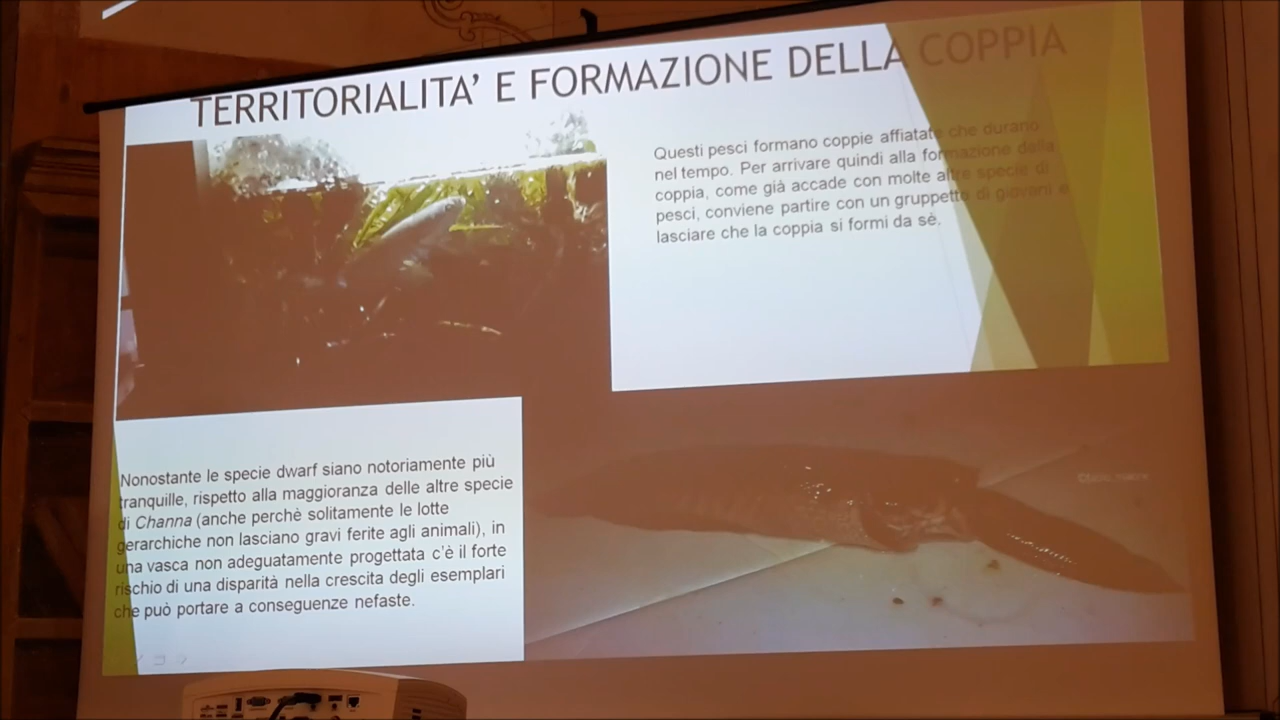 TERRITORIALITA' E FORMAZIONE DELLA COPPIA
Questi pesci formano coppie affiatate che durano
nel tempo. Per arrivare quindi alla formazione della
coppia, come già accade con molte altre specie di
pesci, conviene partire con un gruppetto di giovani e
lasciare che la coppia si formi da sè.
Nonostante le specie dwarf siano notoriamente più
tranquille, rispetto alla maggioranza delle altre specie
di Channa (anche perchè solitamente le lotte
gerarchiche non lasciano gravi ferite agli animali), in
una vasca non adeguatamente progettata c'è il forte
rischio di una disparità nella crescita degli esemplari
che può portare a conseguenze nefaste.